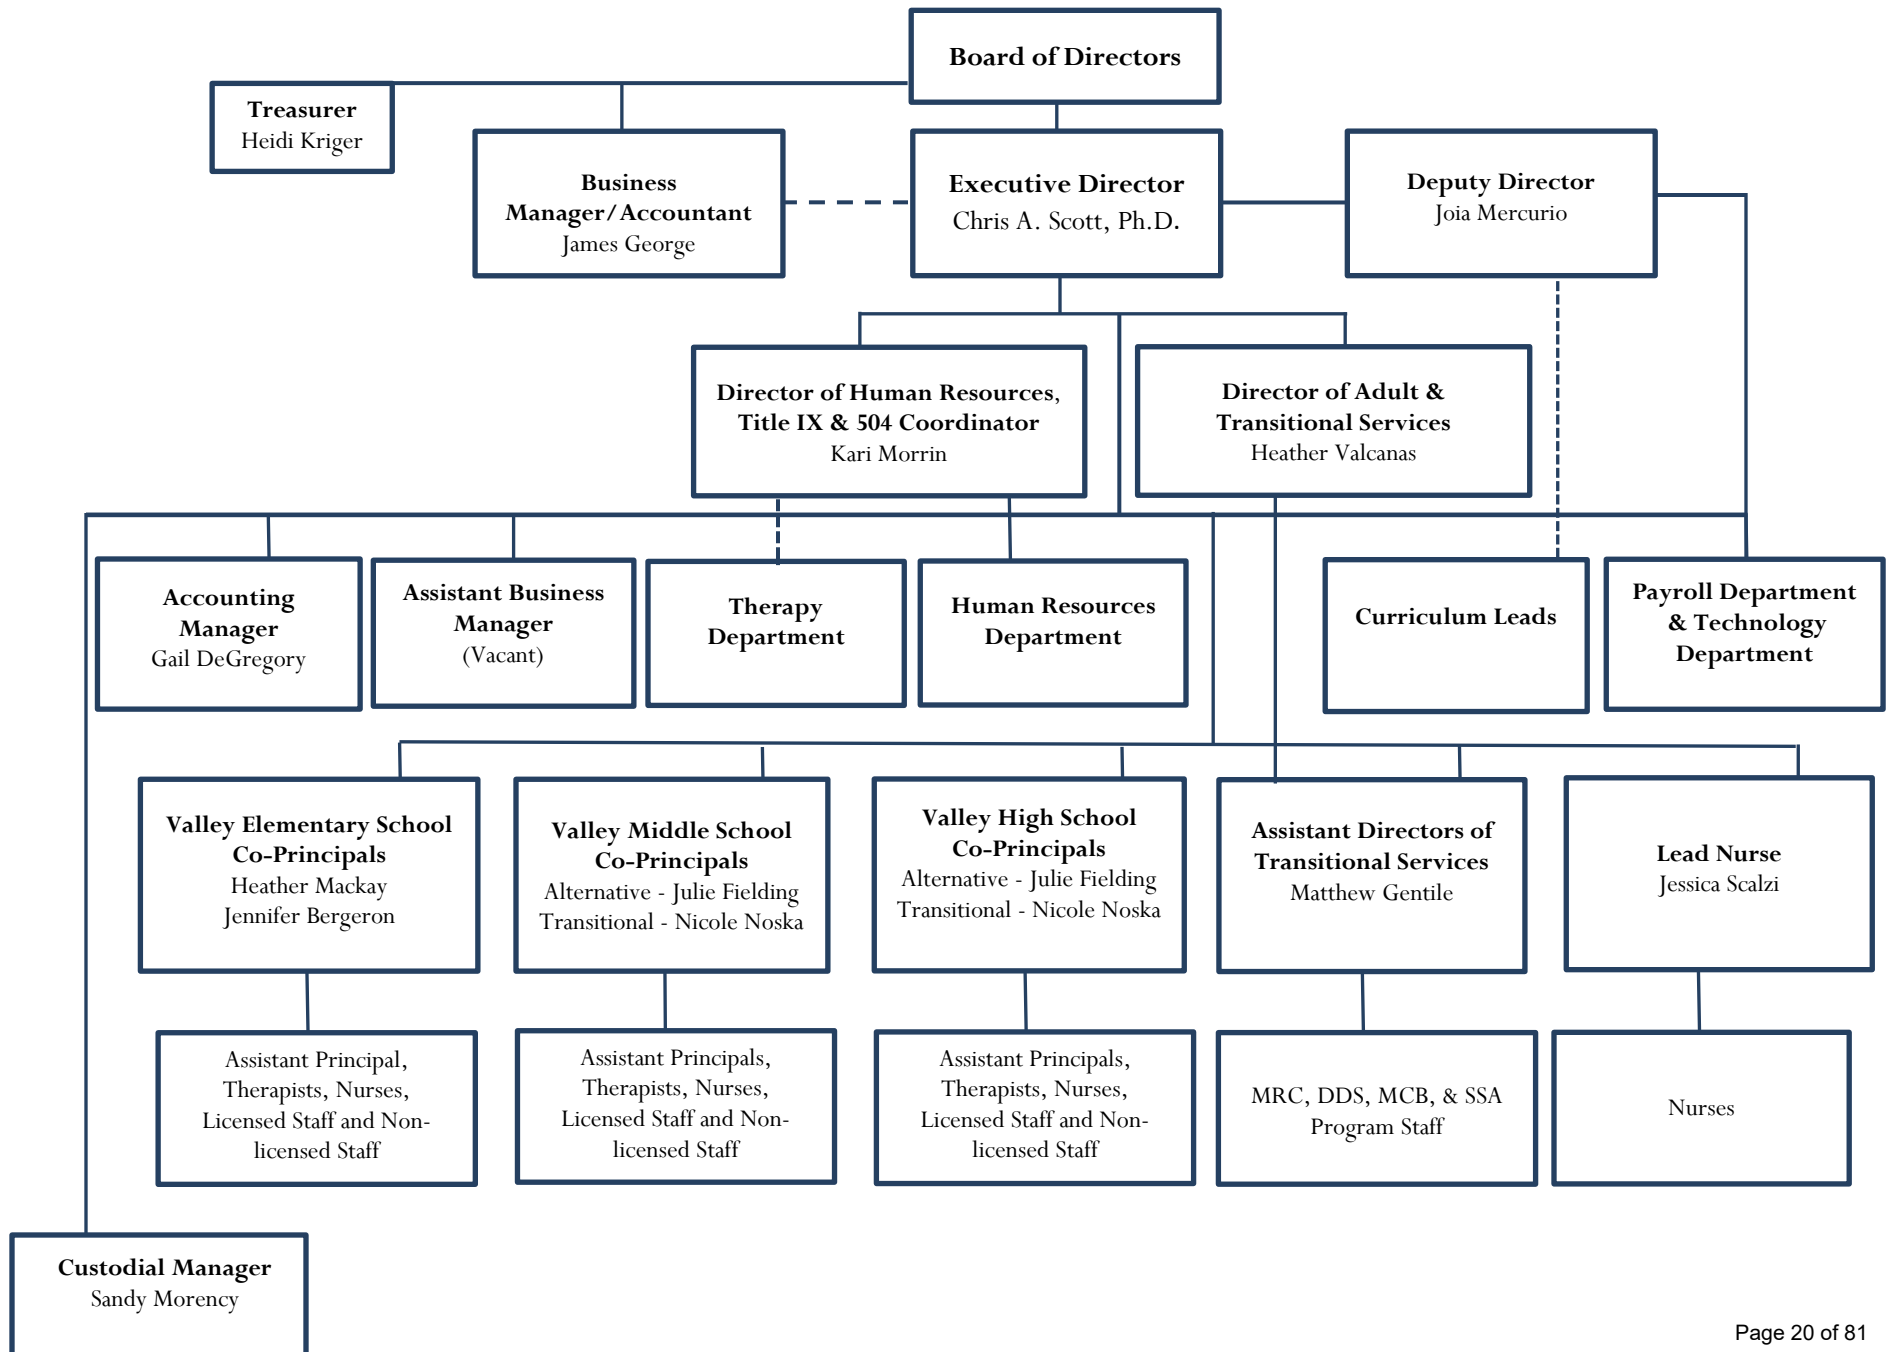 Board of Directors
Treasurer
Heidi Kriger
Business
Manager/Accountant
James George
Executive Director
Chris A. Scott, Ph.D.
Deputy Director
Joia Mercurio
Director of Human Resources,
Title IX & 504 Coordinator
Kari Morrin
Director of Adult &
Transitional Services
Heather Valcanas
Accounting
Manager
Gail DeGregory
Assistant Business
Manager
(Vacant)
Therapy
Department
Human Resources
Department
Curriculum Leads
Payroll Department
& Technology
Department
Valley Elementary School
Co-Principals
Heather Mackay
Jennifer Bergeron
Valley Middle School
Co-Principals
Alternative - Julie Fielding
Transitional - Nicole Noska
Valley High School
Co-Principals
Alternative - Julie Fielding
Transitional - Nicole Noska
Assistant Directors of
Transitional Services
Matthew Gentile
Lead Nurse
Jessica Scalzi
Assistant Principal,
Therapists, Nurses,
Licensed Staff and Non-
licensed Staff
Assistant Principals,
Therapists, Nurses,
Licensed Staff and Non-
licensed Staff
Assistant Principals,
Therapists, Nurses,
Licensed Staff and Non-
licensed Staff
MRC, DDS, MCB, & SSA
Program Staff
Nurses
Custodial Manager
Sandy Morency
Page 20 of 81